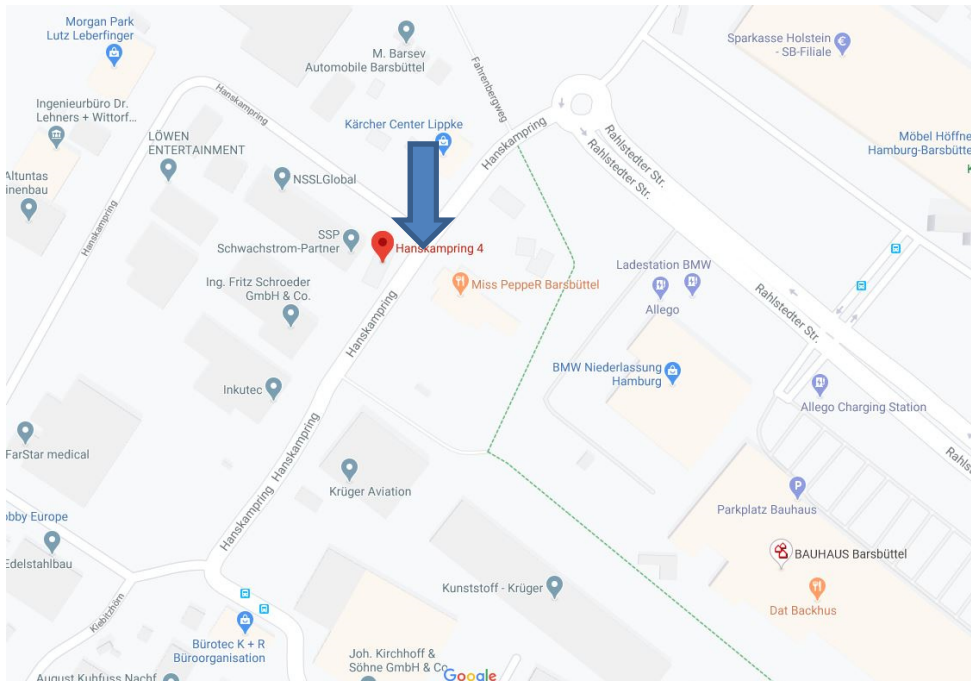 Morgan Park
Lutz Leberfinger
M. Barsev
Automobile Barsbüttel
Fahrenbergweg
Sparkasse Holstein
- SB-Filiale
Ingenieurbüro Dr.
Lehners + Wittorf...
Hanskampring
LÖWEN
ENTERTAINMENT
Kärcher Center Lippke
Hanskampring
Rahlstedter Str.
Rahlstedter Str.
Möbel Höffne
Hamburg-Barsbütte
K
Altuntas
inenbau
NSSLGlobal
Hanskampring
SSP
Schwachstrom-Partner
Hanskampring 4
Ing. Fritz Schroeder
GmbH & Co.
Miss PeppeR Barsbüttel
Ladestation BMW
Allego
Rahlstedter Str.
Hanskampring
BMW Niederlassung
Hamburg
Inkutec
Allego Charging Station
FarStar medical
Hanskampring
Krüger Aviation
Rahls
Parkplatz Bauhaus
obby Europe
Hanskampring
Edelstahlbau
BAUHAUS Barsbüttel
Kunststoff - Krüger
Dat Backhus
Kiebitzhörn
Bürotec K + R
Büroorganisation
Joh. Kirchhoff &
Söhne GmbH & Co
Google
August Kuhfuss Nachf